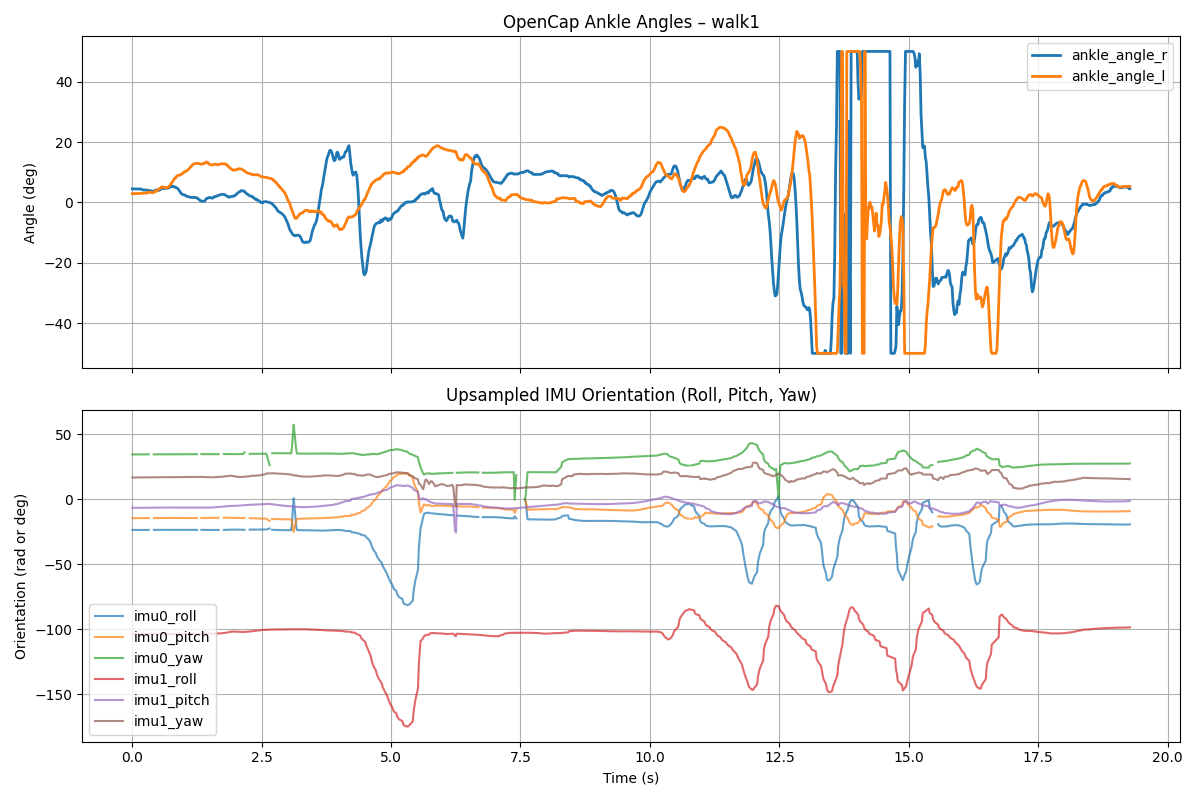 OpenCap Ankle Angles – walk1
Angle (deg)
40
20
0
−20
−40
ankle_angle_r
ankle_angle_l
Upsampled IMU Orientation (Roll, Pitch, Yaw)
Orientation (rad or deg)
50
0
−50
−100
−150
imu0_roll
imu0_pitch
imu0_yaw
imu1_roll
imu1_pitch
imu1_yaw
0.0 2.5 5.0 7.5 10.0 12.5 15.0 17.5 20.0
Time (s)